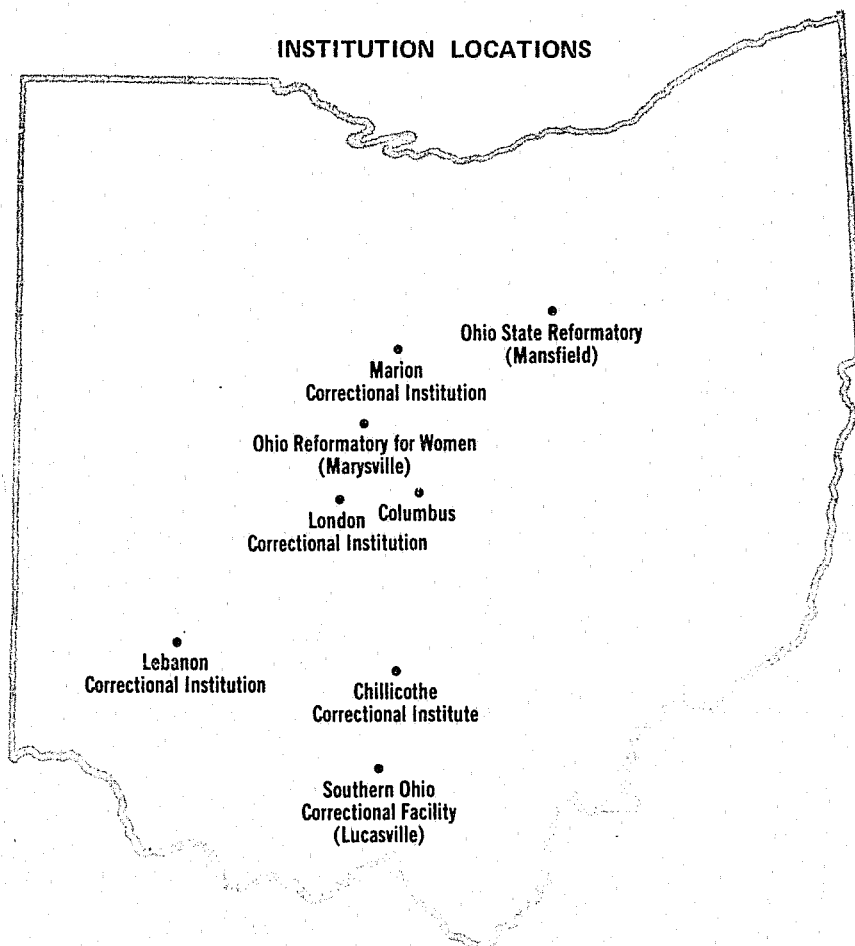 INSTITUTION LOCATIONS
Ohio State Reformatory
(Mansfield)
Marion
Correctional Institution
Ohio Reformatory for Women
(Marysville)
London
Correctional Institution
Columbus
Lebanon
Correctional Institution
Chillicothe
Correctional Institute
Southern Ohio
Correctional Facility
(Lucasville)